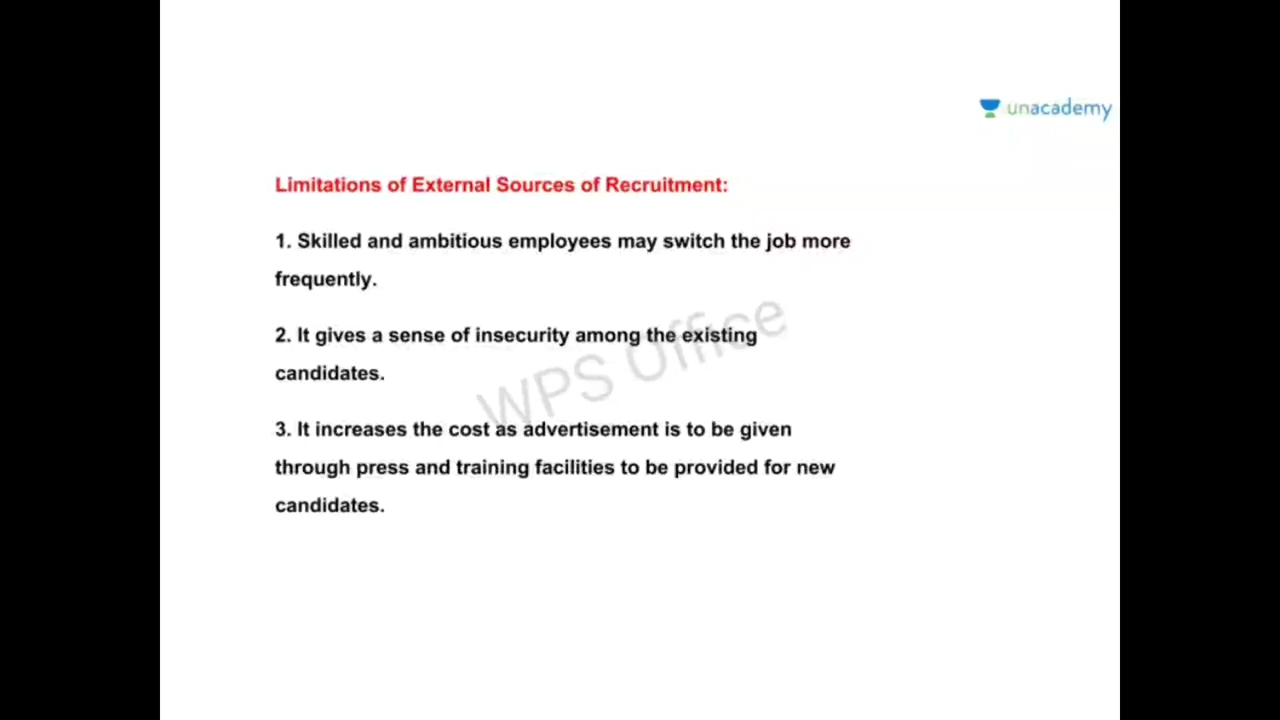 unacademy
Limitations of External Sources of Recruitment:
1. Skilled and ambitious employees may switch the job more
frequently.
2. It gives a sense of insecurity among the existing
candidates.
WPS Office
3. It increases the cost as advertisement is to be given
through press and training facilities to be provided for new
candidates.